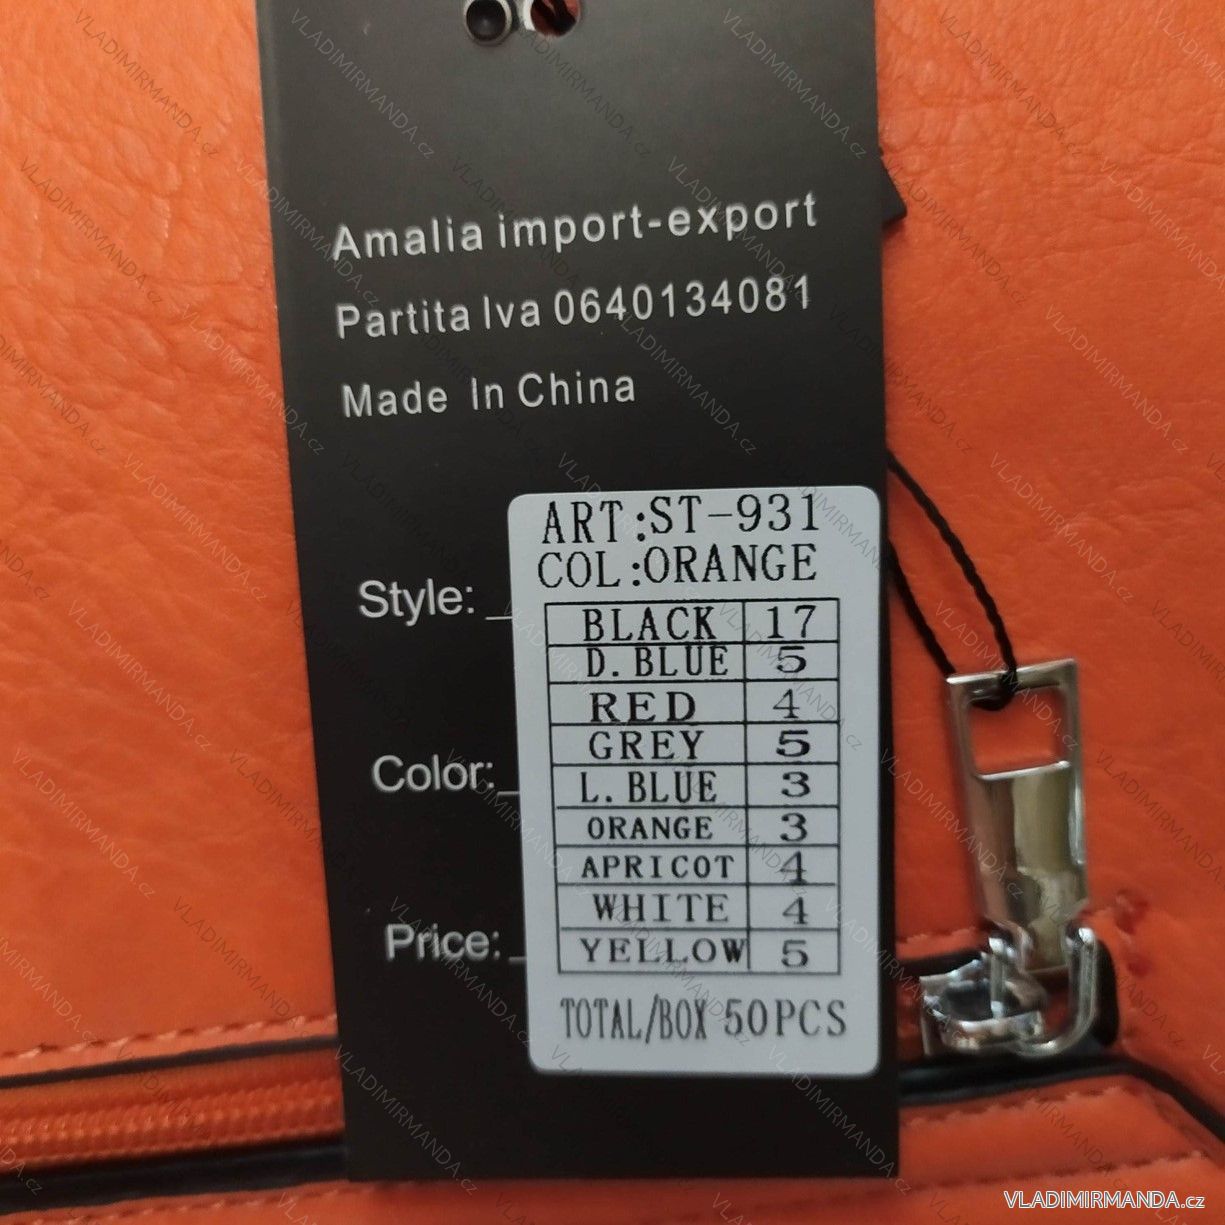 Amalia import-export
Partita Iva 0640134081
Made In China
ART:ST-931
COL:ORANGE
Style:
BLACK 17
D. BLUE 5
RED 4
GREY 5
Color:
L. BLUE 3
ORANGE 3
APRICOT 4
WHITE 4
Price:
YELLOW 5
TOTAL/BOX 50PCS
VLADIMIRMANDA.cz